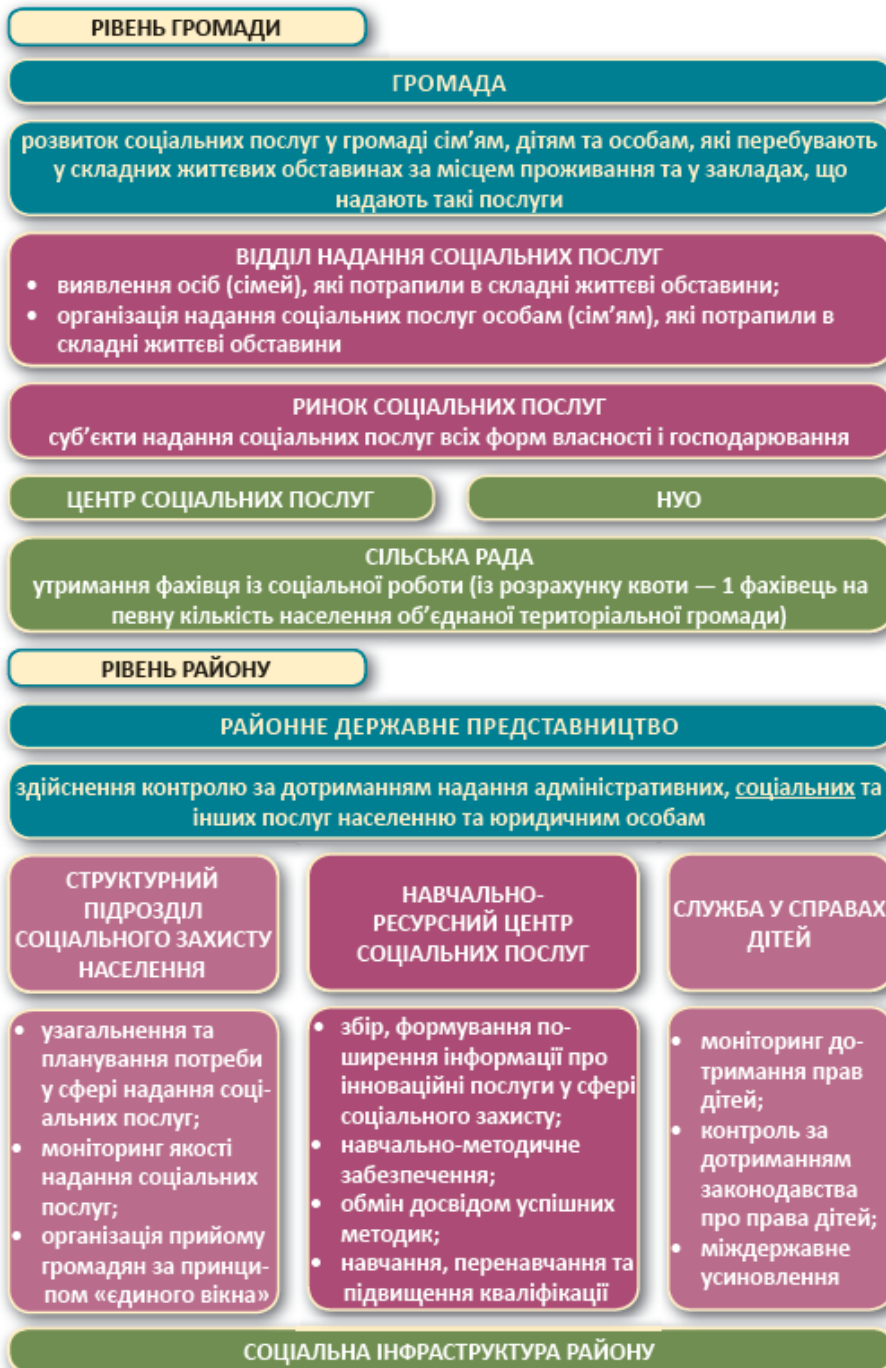 РІВЕНЬ ГРОМАДИ
ГРОМАДА
розвиток соціальних послуг у громаді сім’ям, дітям та особам, які перебувають
у складних життєвих обставинах за місцем проживання та у закладах, що
надають такі послуги
ВІДДІЛ НАДАННЯ СОЦІАЛЬНИХ ПОСЛУГ
• виявлення осіб (сімей), які потрапили в складні життєві обставини;
• організація надання соціальних послуг особам (сім’ям), які потрапили в
складні життєві обставини
РИНОК СОЦІАЛЬНИХ ПОСЛУГ
суб’єкти надання соціальних послуг всіх форм власності і господарювання
ЦЕНТР СОЦІАЛЬНИХ ПОСЛУГ
НУО
СІЛЬСЬКА РАДА
утримання фахівця із соціальної роботи (із розрахунку квоти — 1 фахівець на
певну кількість населення об’єднаної територіальної громади)
РІВЕНЬ РАЙОНУ
РАЙОННЕ ДЕРЖАВНЕ ПРЕДСТАВНИЦТВО
здійснення контролю за дотриманням надання адміністративних, соціальних та
інших послуг населенню та юридичним особам
СТРУКТУРНИЙ
ПІДРОЗДІЛ
СОЦІАЛЬНОГО ЗАХИСТУ
НАСЕЛЕННЯ
• узагальнення та
планування потреби
у сфері надання соці-
альних послуг;
• моніторинг якості
надання соціальних
послуг;
• організація прийому
громадян за принци-
пом «єдиного вікна»
НАВЧАЛЬНО-
РЕСУРСНИЙ ЦЕНТР
СОЦІАЛЬНИХ ПОСЛУГ
• збір, формування по-
ширення інформації про
інноваційні послуги у сфері
соціального захисту;
• навчально-методичне
забезпечення;
• обмін досвідом успішних
методик;
• навчання, перенавчання та
підвищення кваліфікації
СЛУЖБА У СПРАВАХ
ДІТЕЙ
• моніторинг до-
тримання прав
дітей;
• контроль за
дотриманням
законодавства
про права дітей;
• міждержавне
усиновлення
СОЦІАЛЬНА ІНФРАСТРУКТУРА РАЙОНУ